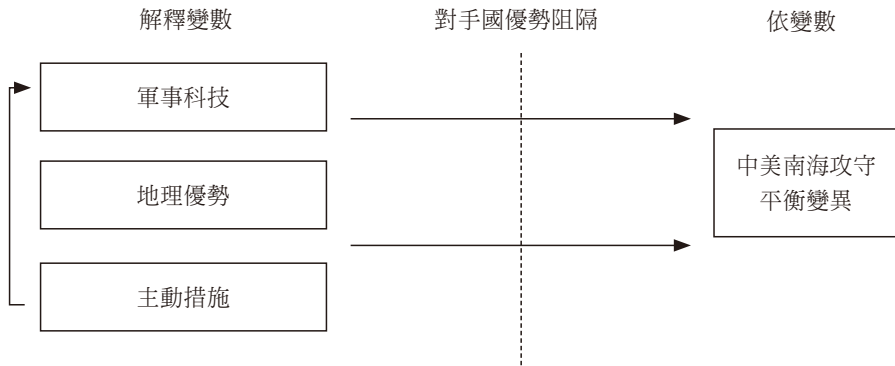 解釋變數
對手國優勢阻隔
依變數
軍事科技
地理優勢
主動措施
中美南海攻守
平衡變異